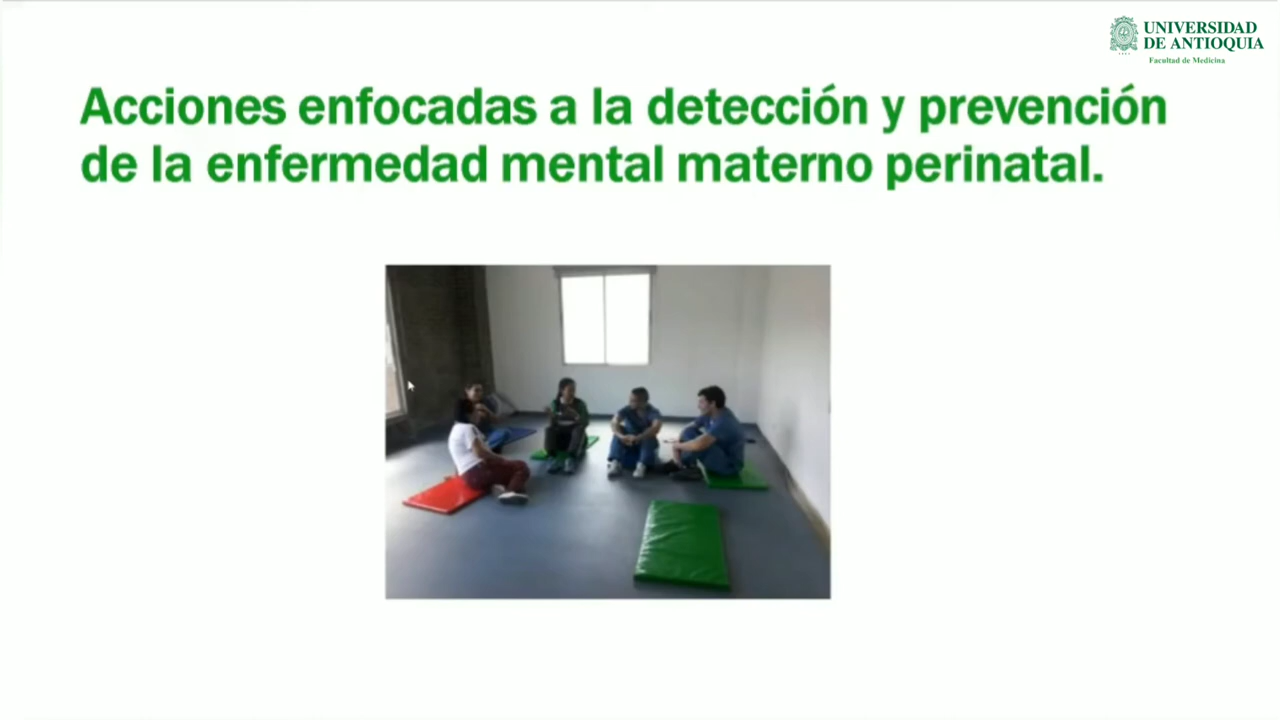 UNIVERSIDAD
DE ANTIOQUIA
Facultad de Medicina
Acciones enfocadas a la detección y prevención
de la enfermedad mental materno perinatal.